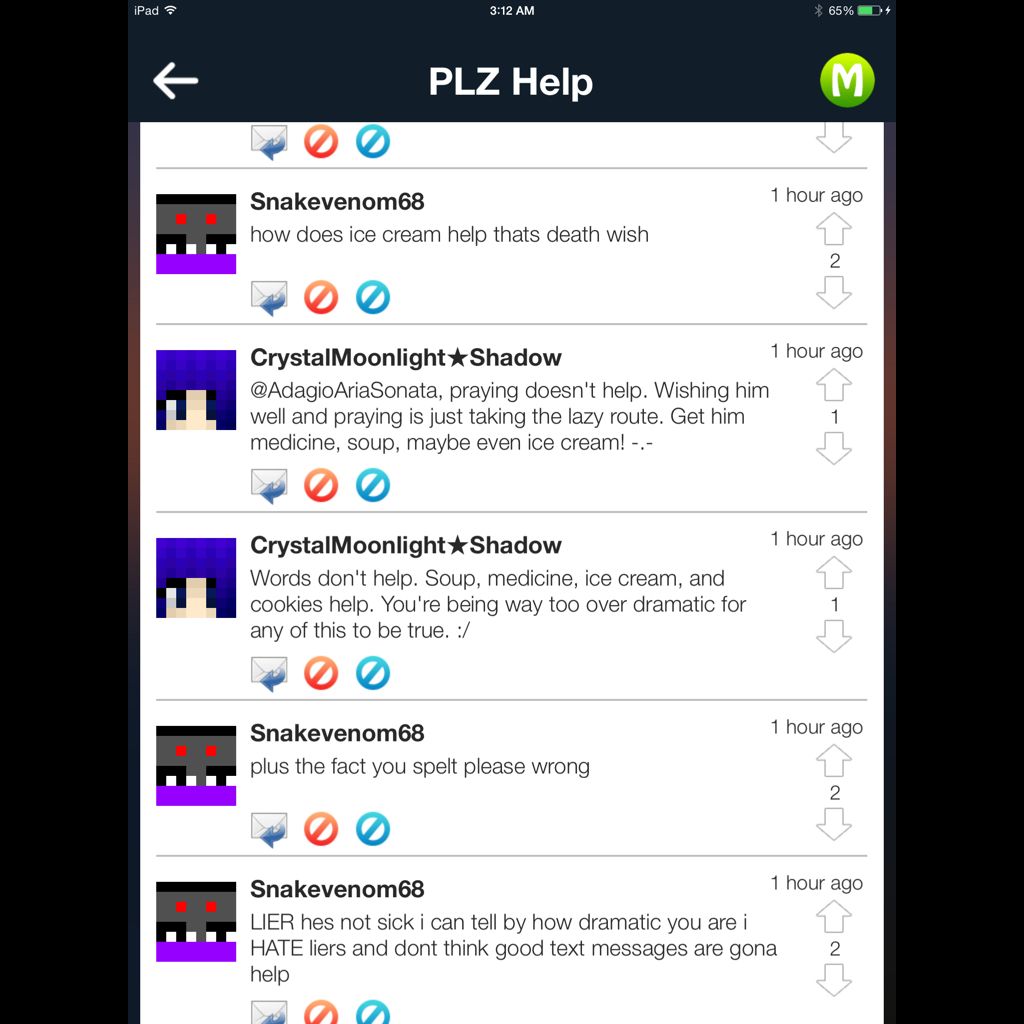 iPad 3:12 AM 65%
PLZ Help M
Snakevenom68 1 hour ago
how does ice cream help thats death wish
2
CrystalMoonlight★Shadow 1 hour ago
@AdagioAriaSonata, praying doesn't help. Wishing him
well and praying is just taking the lazy route. Get him
medicine, soup, maybe even ice cream! -.-
1
CrystalMoonlight★Shadow 1 hour ago
Words don't help. Soup, medicine, ice cream, and
cookies help. You're being way too over dramatic for
any of this to be true. :/
1
Snakevenom68 1 hour ago
plus the fact you spelt please wrong
2
Snakevenom68 1 hour ago
LIER hes not sick i can tell by how dramatic you are i
HATE liers and dont think good text messages are gona
help
2